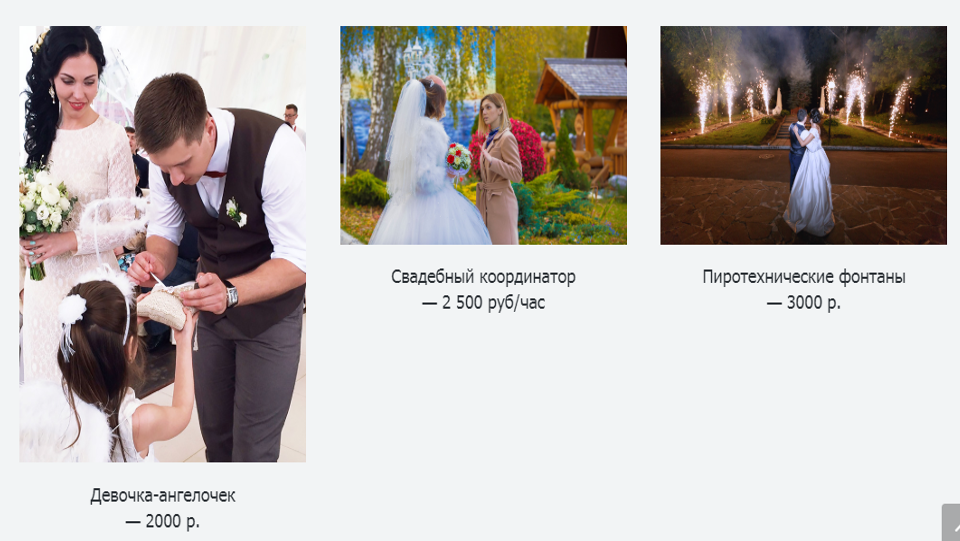 Свадебный координатор
— 2 500 руб/час
Пиротехнические фонтаны
— 3000 р.
Девочка-ангелочек
— 2000 р.